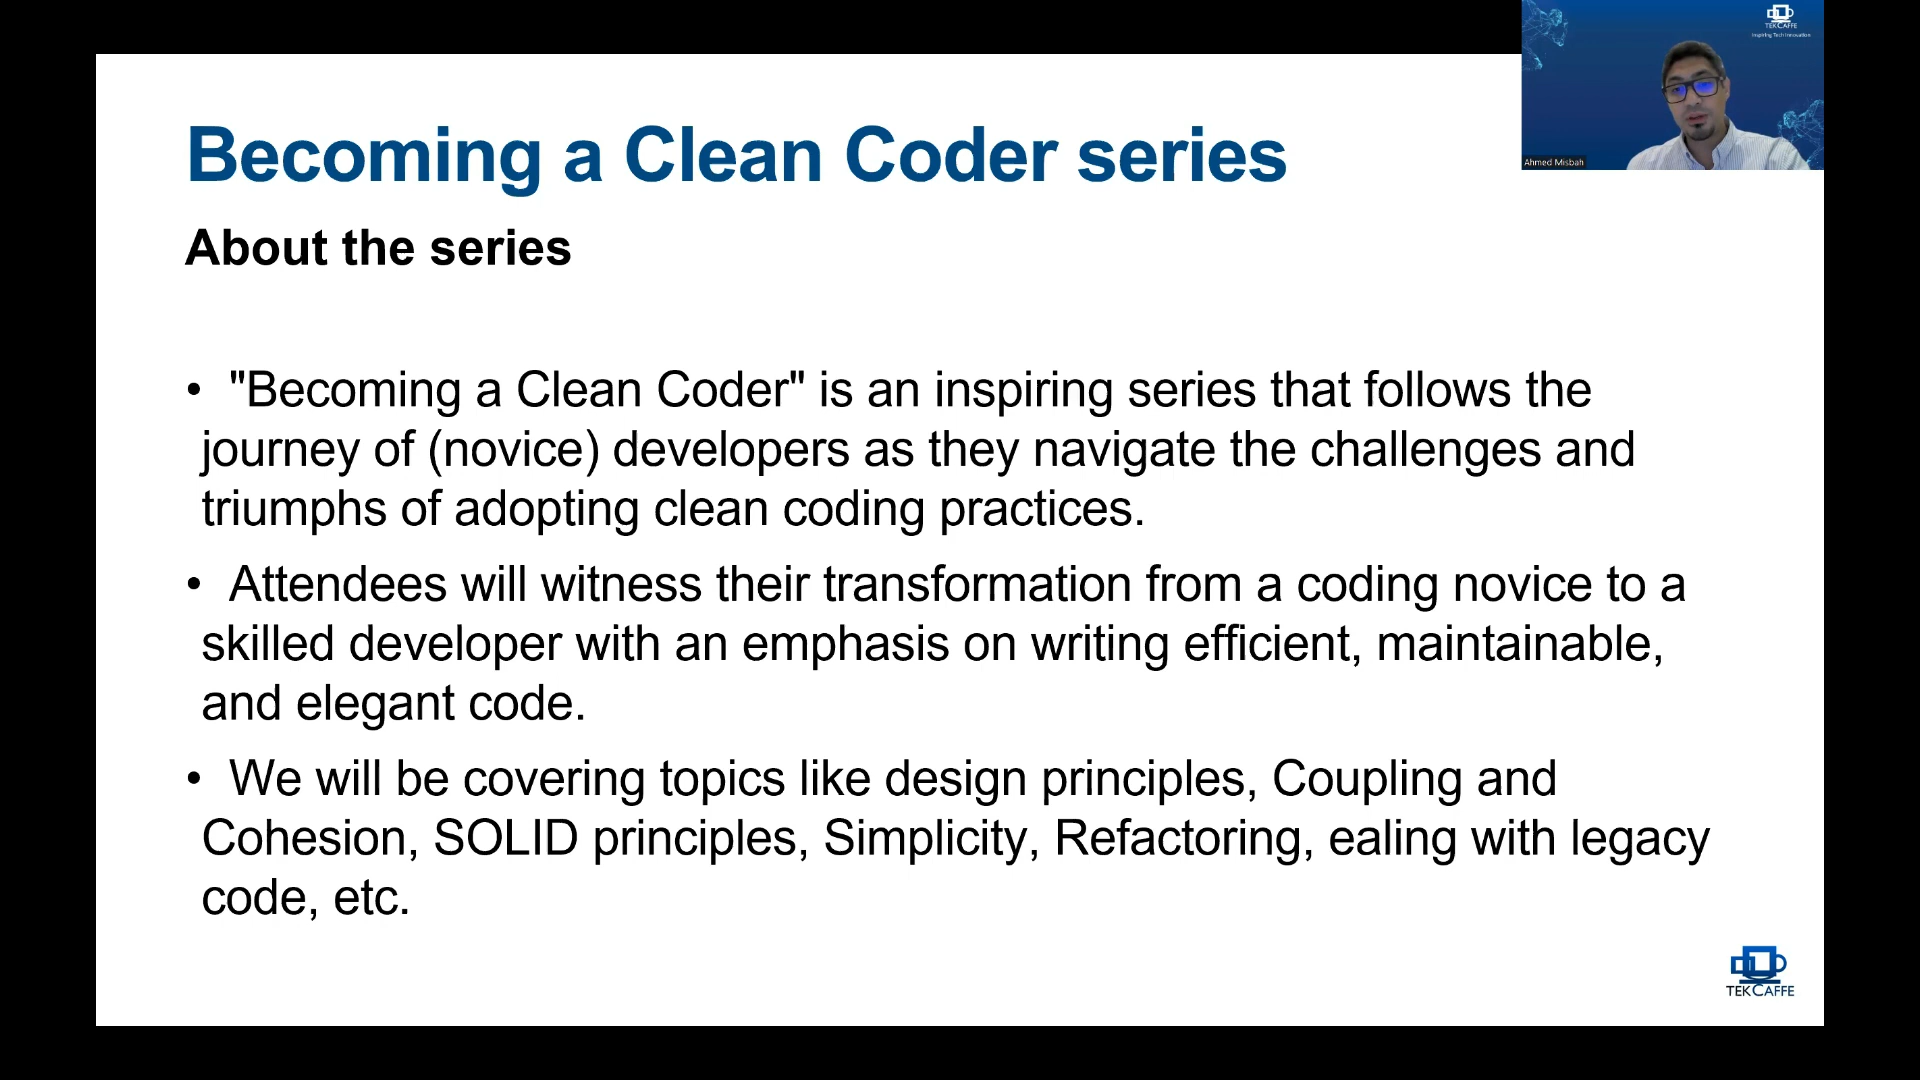 TEKCAFFE
Inspiring Tech Innovation
Ahmed Misbah
Becoming a Clean Coder series
About the series
• "Becoming a Clean Coder" is an inspiring series that follows the
journey of (novice) developers as they navigate the challenges and
triumphs of adopting clean coding practices.
• Attendees will witness their transformation from a coding novice to a
skilled developer with an emphasis on writing efficient, maintainable,
and elegant code.
• We will be covering topics like design principles, Coupling and
Cohesion, SOLID principles, Simplicity, Refactoring, ealing with legacy
code, etc.
TEKCAFFE